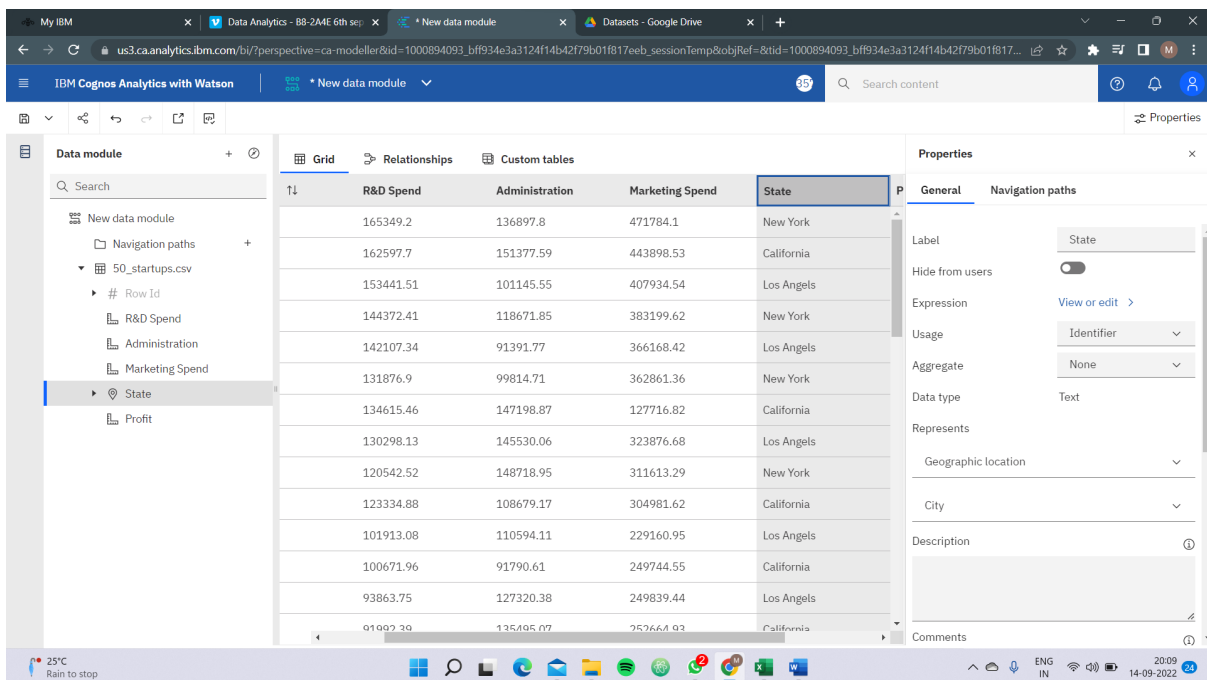 My IBM
Data Analytics - B8-2A4E 6th sep
* New data module
Datasets - Google Drive
us3.ca.analytics.ibm.com/bi/?perspective=ca-modeller&id=1000894093_bff934e3a3124f14b42f79b01f817eeb_sessionTemp&objRef=&tid=1000894093_bff934e3a3124f14b42f79b01f817...
M
IBM Cognos Analytics with Watson
* New data module
Search content
Properties
Data module
Grid Relationships Custom tables
Properties
Search
R&D Spend Administration Marketing Spend State P
General Navigation paths
New data module
165349.2 136897.8 471784.1 New York
Label State
Navigation paths
162597.7 151377.59 443898.53 California
Hide from users
50_startups.csv
153441.51 101145.55 407934.54 Los Angels
# Row Id
Expression View or edit
R&D Spend
144372.41 118671.85 383199.62 New York
Usage Identifier
Administration
142107.34 91391.77 366168.42 Los Angels
Aggregate None
Marketing Spend
131876.9 99814.71 362861.36 New York
State
Data type Text
134615.46 147198.87 127716.82 California
Profit
Represents
130298.13 145530.06 323876.68 Los Angels
Geographic location
120542.52 148718.95 311613.29 New York
123334.88 108679.17 304981.62 California
City
101913.08 110594.11 229160.95 Los Angels
Description
100671.96 91790.61 249744.55 California
93863.75 127320.38 249839.44 Los Angels
91992.39 135495.07 252664.93 California
Comments
25°C
Rain to stop
2
M
ENG
IN
20:09
14-09-2022
24